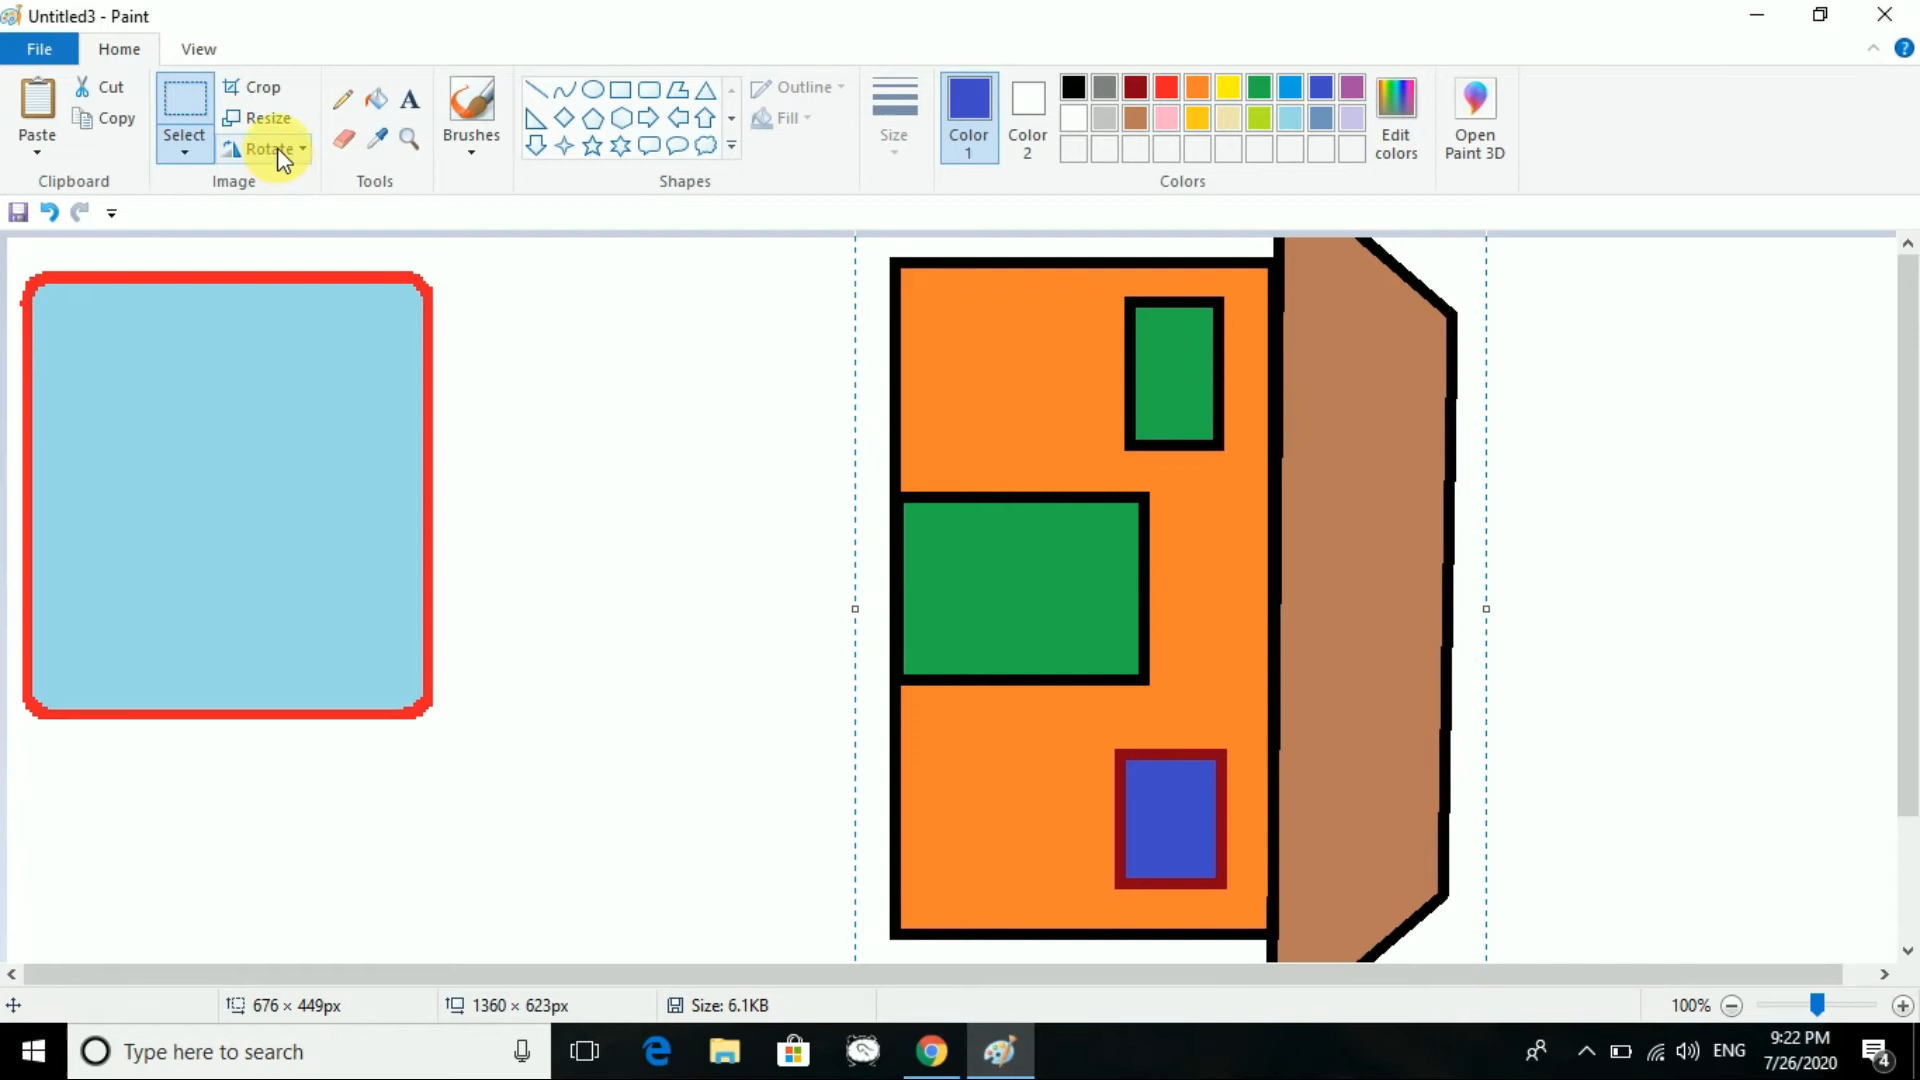 Untitled3 - Paint
File Home View
Paste
Cut
Copy
Clipboard
Select
Crop
Resize
Rotate
Image
A
Tools
Brushes
Shapes
Outline
Fill
Size
Color 1
Color 2
Edit colors
Open Paint 3D
Colors
676 × 449px
1360 × 623px
Size: 6.1KB
100%
Type here to search
ENG
9:22 PM
7/26/2020
4